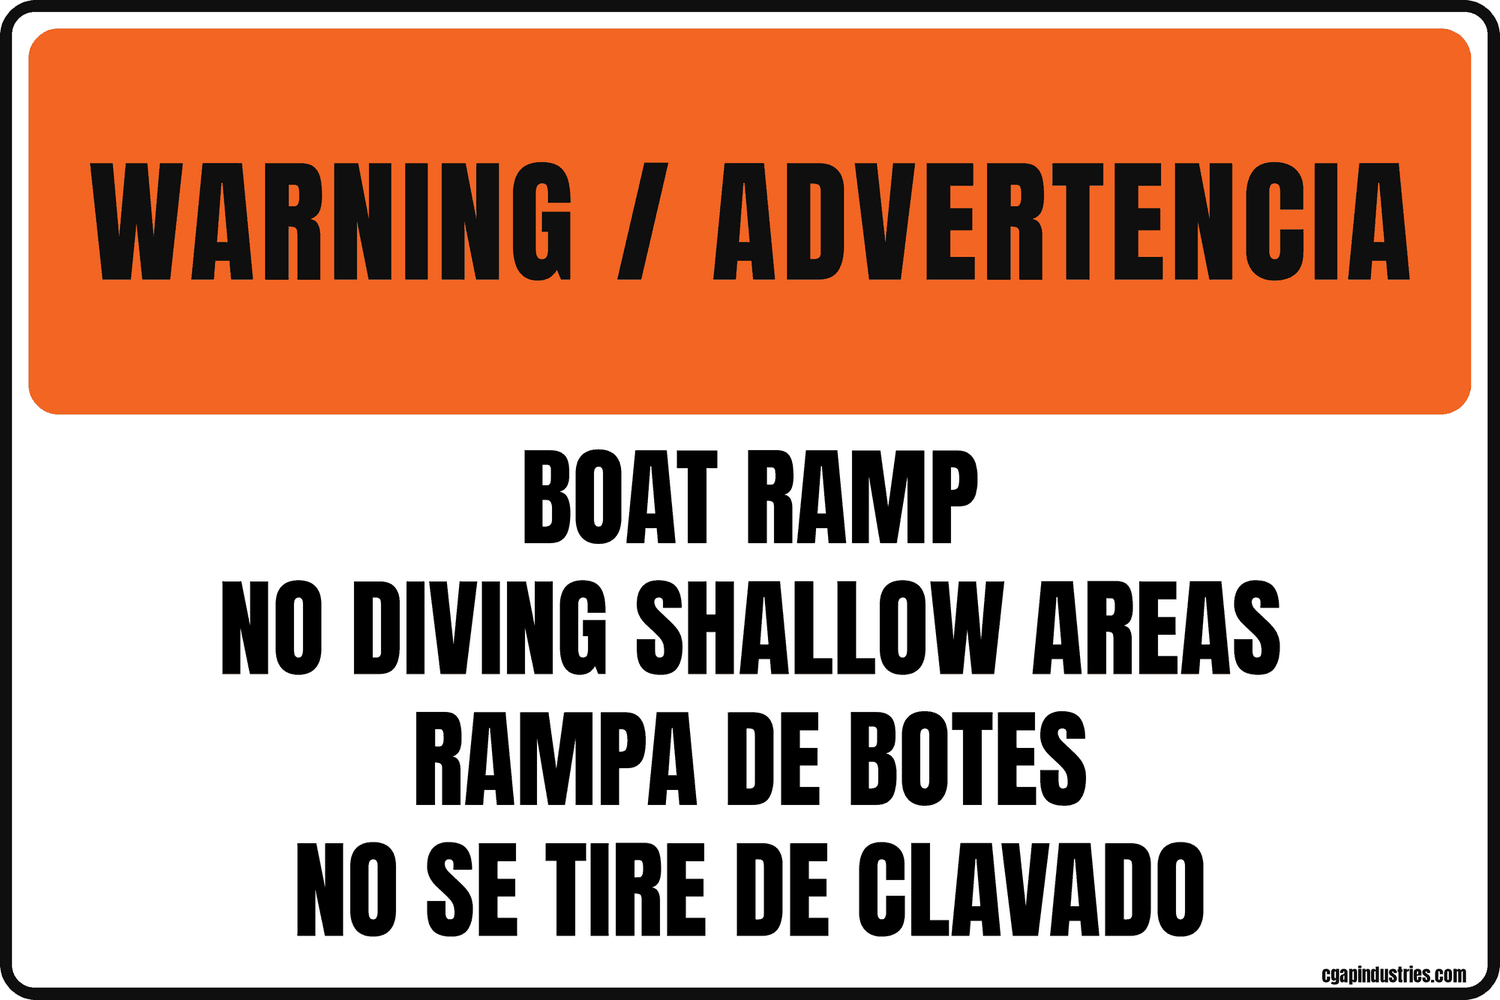 WARNING / ADVERTENCIA
BOAT RAMP
NO DIVING SHALLOW AREAS
RAMPA DE BOTES
NO SE TIRE DE CLAVADO
cgapindustries.com